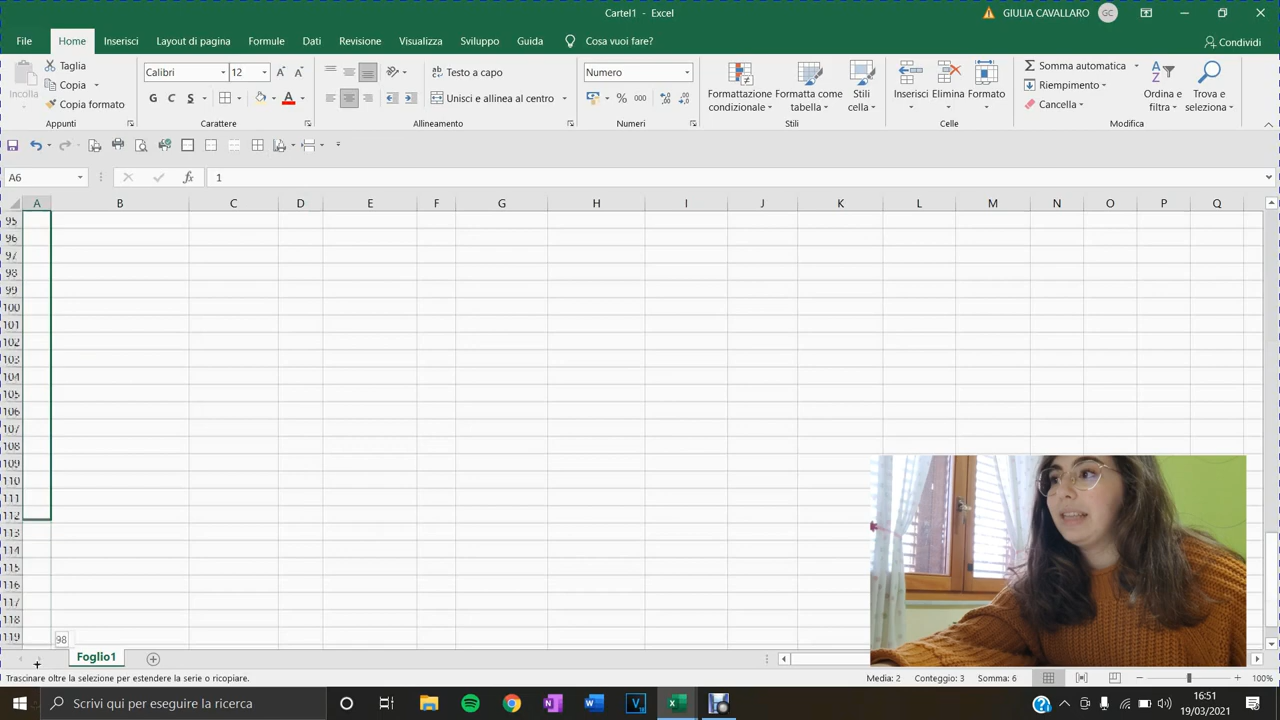 Cartel1 - Excel
GIULIA CAVALLARO GC
File Home Inserisci Layout di pagina Formule Dati Revisione Visualizza Sviluppo Guida Cosa vuoi fare? Condividi
Incolla
Taglia
Copia
Copia formato
Appunti
Calibri 12
G C S
Carattere
Testo a capo
Unisci e allinea al centro
Allineamento
Numero
% 000
Numeri
Formattazione condizionale
Formatta come tabella
Stili cella
Stili
Inserisci
Elimina
Formato
Celle
Somma automatica
Riempimento
Cancella
Ordina e filtra
Trova e seleziona
Modifica
A6 fx 1
A B C D E F G H I J K L M N O P Q
95
96
97
98
99
100
101
102
103
104
105
106
107
108
109
110
111
112
113
114
115
116
117
118
119
98
Foglio1
Trascinare oltre la selezione per estendere la serie o ricopiare. Media: 2 Conteggio: 3 Somma: 6 100%
Scrivi qui per eseguire la ricerca
16:51
19/03/2021